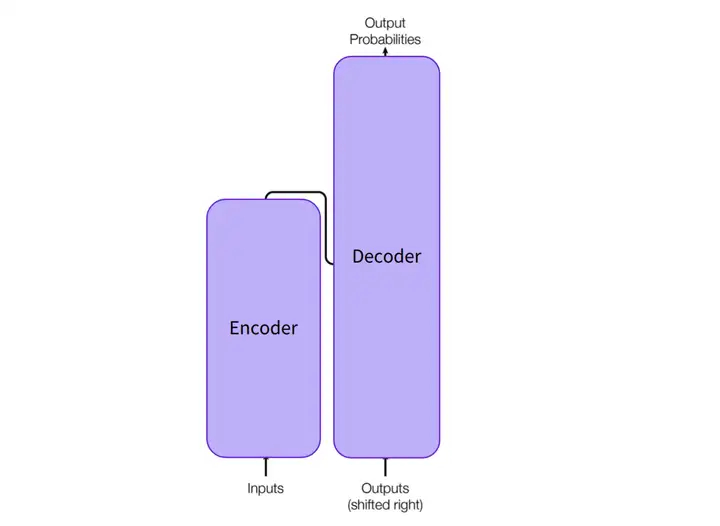 Output
Probabilities
Decoder
Encoder
Inputs
Outputs
(shifted right)